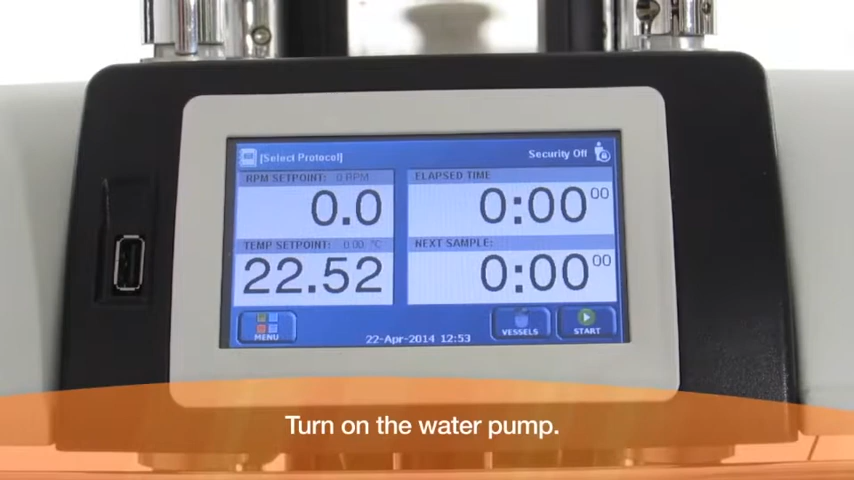 [Select Protocol]
Security Off
RPM SETPOINT: 0 RPM
0.0
ELAPSED TIME
0:00 00
TEMP SETPOINT: 0.00 °C
22.52
NEXT SAMPLE:
0:00 00
MENU
22-Apr-2014 12:53
VESSELS
START
Turn on the water pump.